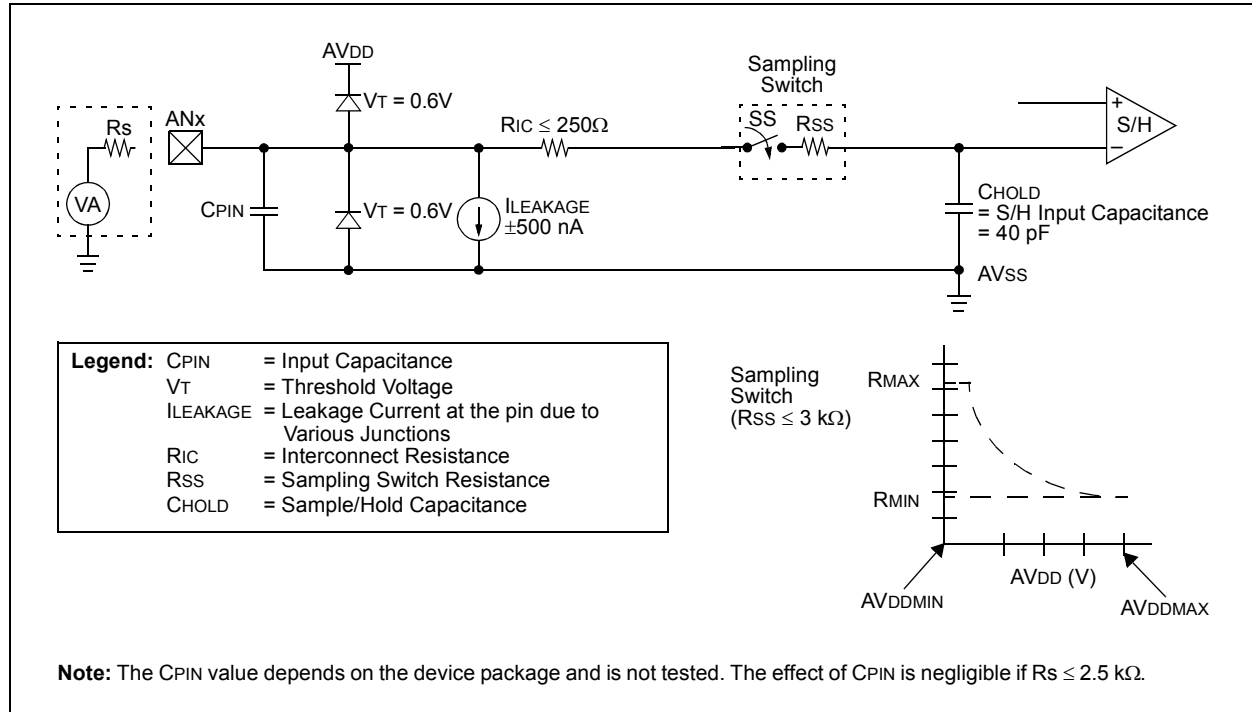 AVDD
VT = 0.6V
Rs
ANx
VA
CPIN
VT = 0.6V
ILEAKAGE
±500 nA
RIC ≤ 250Ω
Sampling
Switch
SS
RSS
+
S/H
–
CHOLD
= S/H Input Capacitance
= 40 pF
AVSS
Legend: CPIN = Input Capacitance
VT = Threshold Voltage
ILEAKAGE = Leakage Current at the pin due to
Various Junctions
RIC = Interconnect Resistance
RSS = Sampling Switch Resistance
CHOLD = Sample/Hold Capacitance
Sampling
Switch
(RSS ≤ 3 kΩ)
RMAX
RMIN
AVDDMIN
AVDD (V)
AVDDMAX
Note: The CPIN value depends on the device package and is not tested. The effect of CPIN is negligible if Rs ≤ 2.5 kΩ.